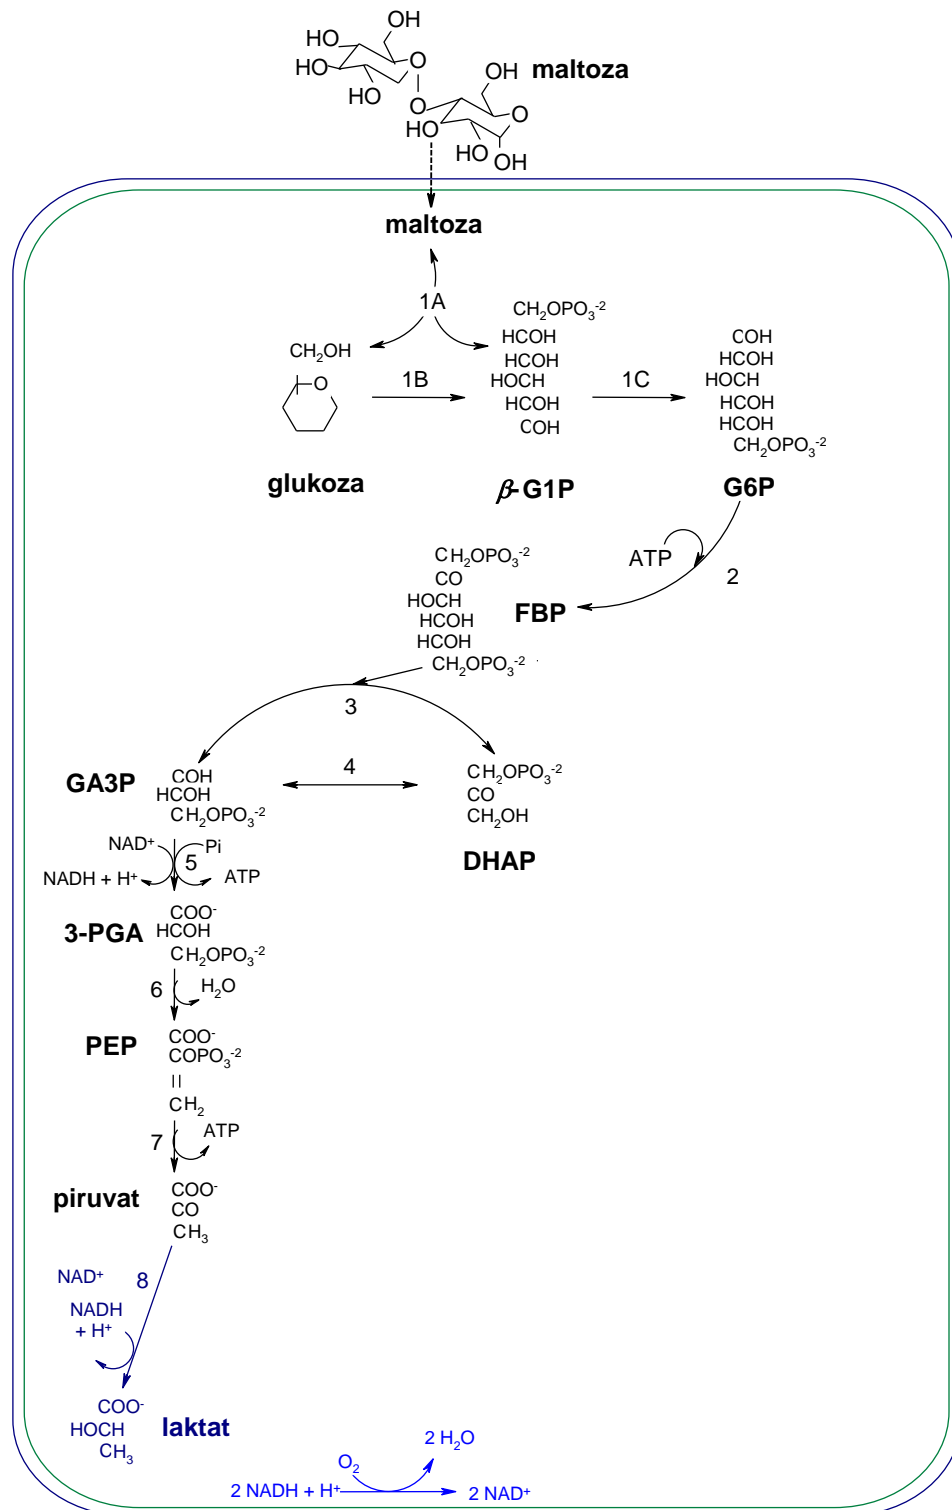 OH
HO
HO
HO
O
HO
O
OH
O
HO
OH
maltoza
maltoza
1A
CH2OPO3-2
HCOH
HCOH
HOCH
HCOH
COH
β-G1P
CH2OH
O
glukoza
1B
1C
COH
HCOH
HOCH
HCOH
HCOH
CH2OPO3-2
G6P
ATP
2
CH2OPO3-2
CO
HOCH
HCOH
HCOH
CH2OPO3-2
FBP
3
GA3P
COH
HCOH
CH2OPO3-2
4
CH2OPO3-2
CO
CH2OH
DHAP
NAD+
Pi
5
NADH + H+
ATP
3-PGA
COO-
HCOH
CH2OPO3-2
6
H2O
PEP
COO-
COPO3-2
=
CH2
7
ATP
piruvat
COO-
CO
CH3
NAD+
8
NADH
+ H+
COO-
HOCH
CH3
laktat
O2
2 H2O
2 NADH + H+
2 NAD+